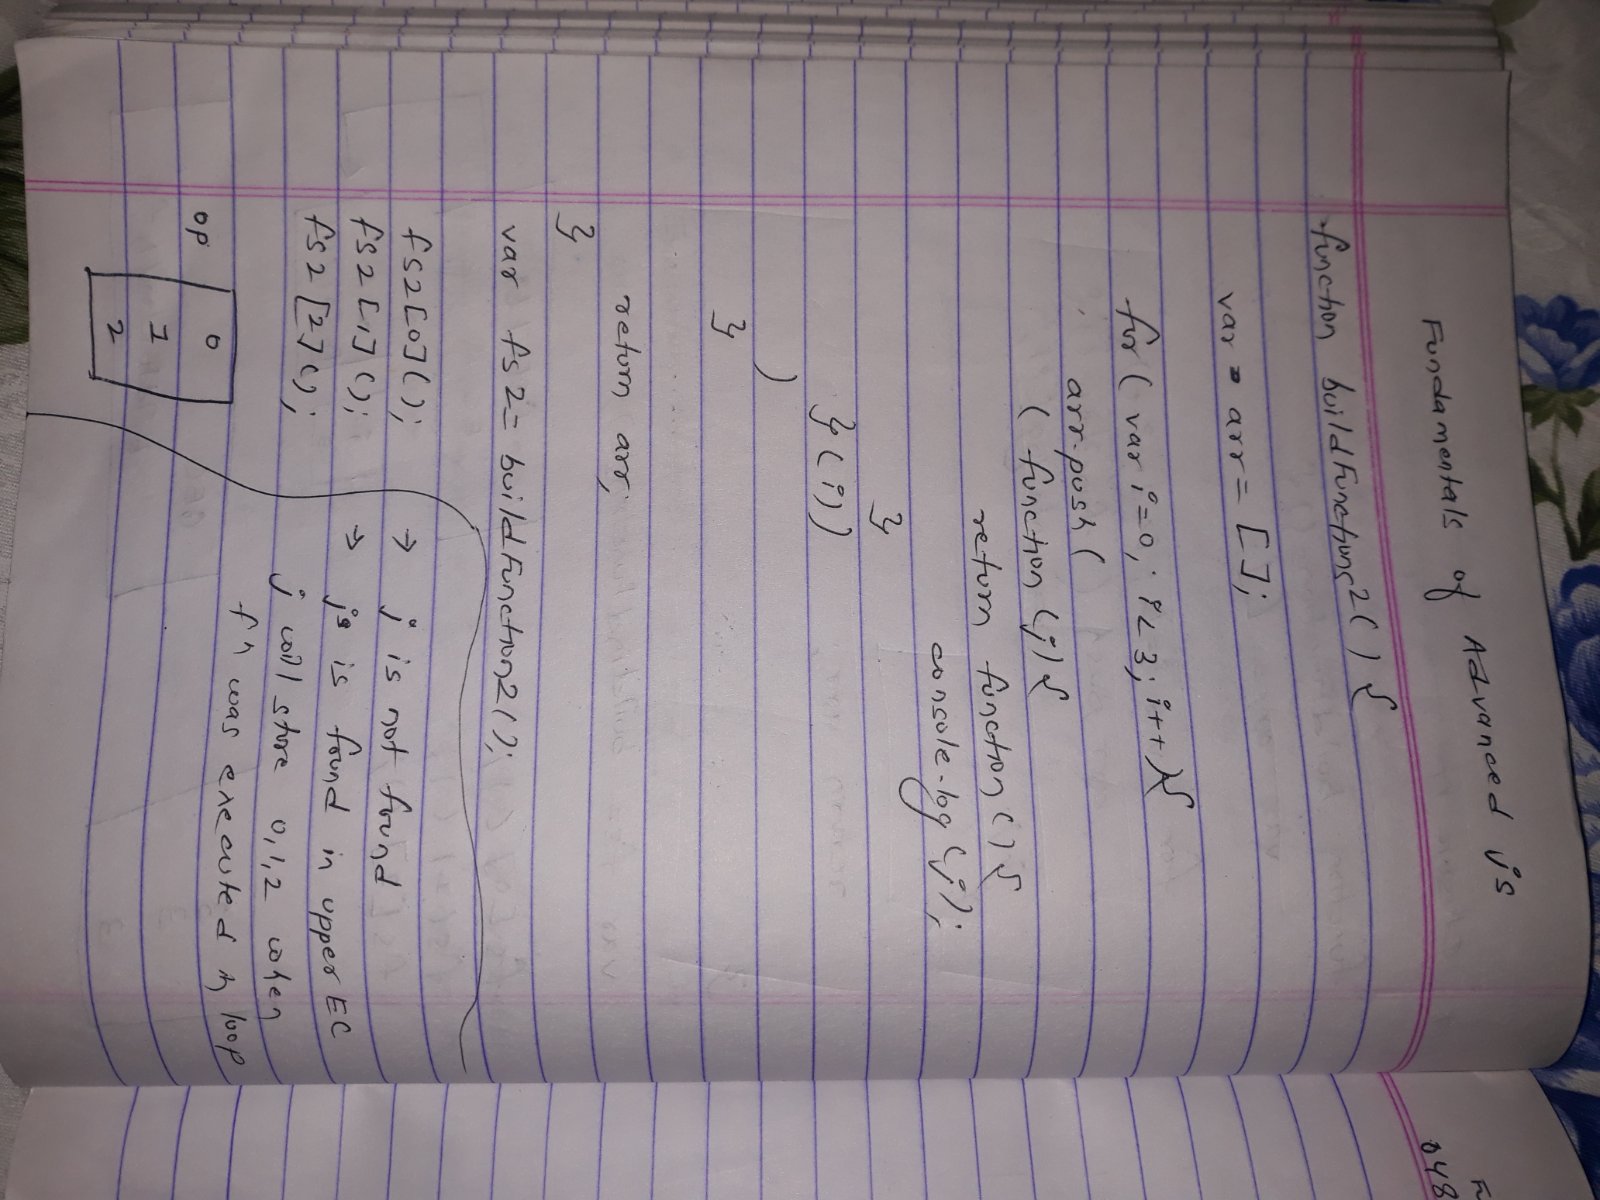 Fundamentals of Advanced js
function buildFunctions2() {
var arr = [];
for( var i=0; i<3; i++ ){
arr.push(
( function (j) {
return function() {
console.log (j);
}
}(i))
)
}
return arr;
}
var fs2 = buildFunction2();
fs2[0]();
fs2[1]();
fs2[2]();
→ j is not found
→ j is found in upper EC
j will store 0,1,2 when
fn was executed in loop
op
0
1
2
048